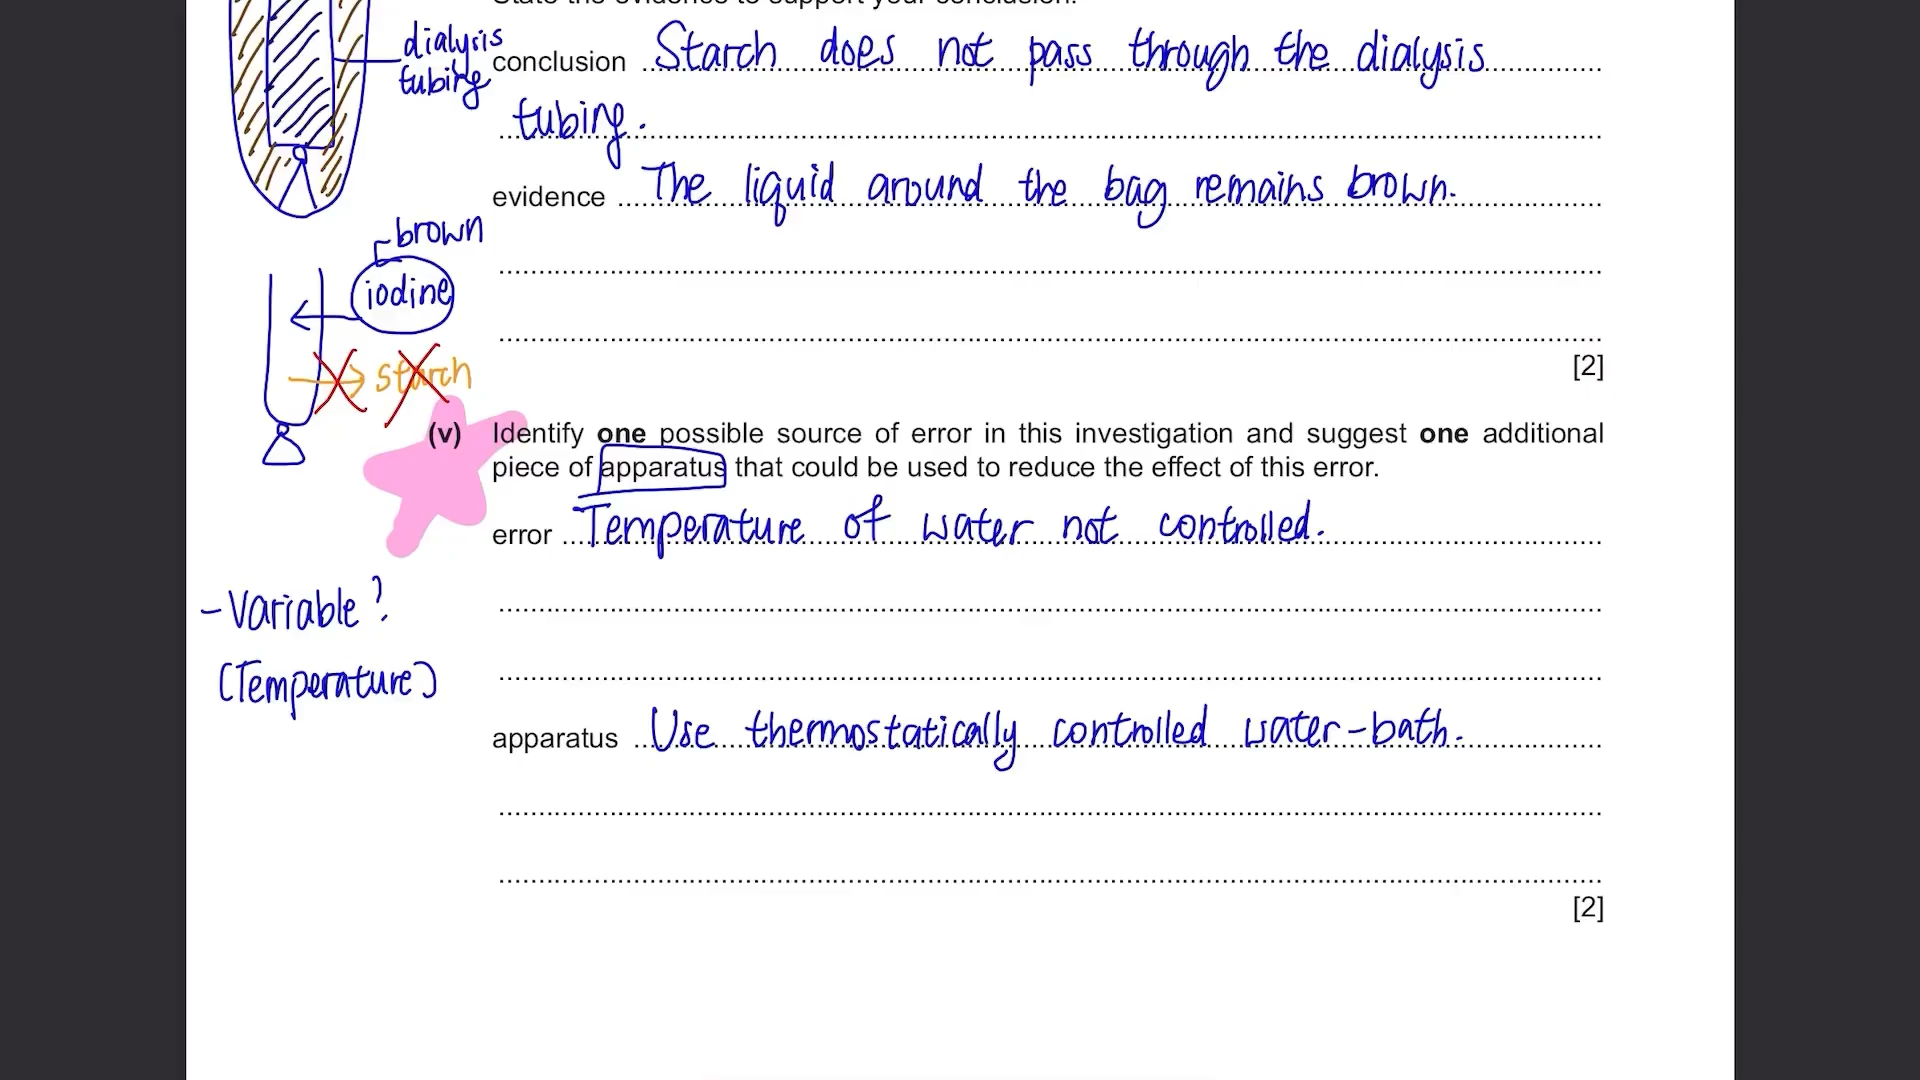 State the evidence to support your conclusion.
dialysis
tubing
conclusion Starch does not pass through the dialysis
tubing.
evidence The liquid around the bag remains brown.
brown
iodine
starch
[2]
(v) Identify one possible source of error in this investigation and suggest one additional
piece of apparatus that could be used to reduce the effect of this error.
error Temperature of water not controlled.
- Variable?
(Temperature)
apparatus Use thermostatically controlled water-bath.
[2]